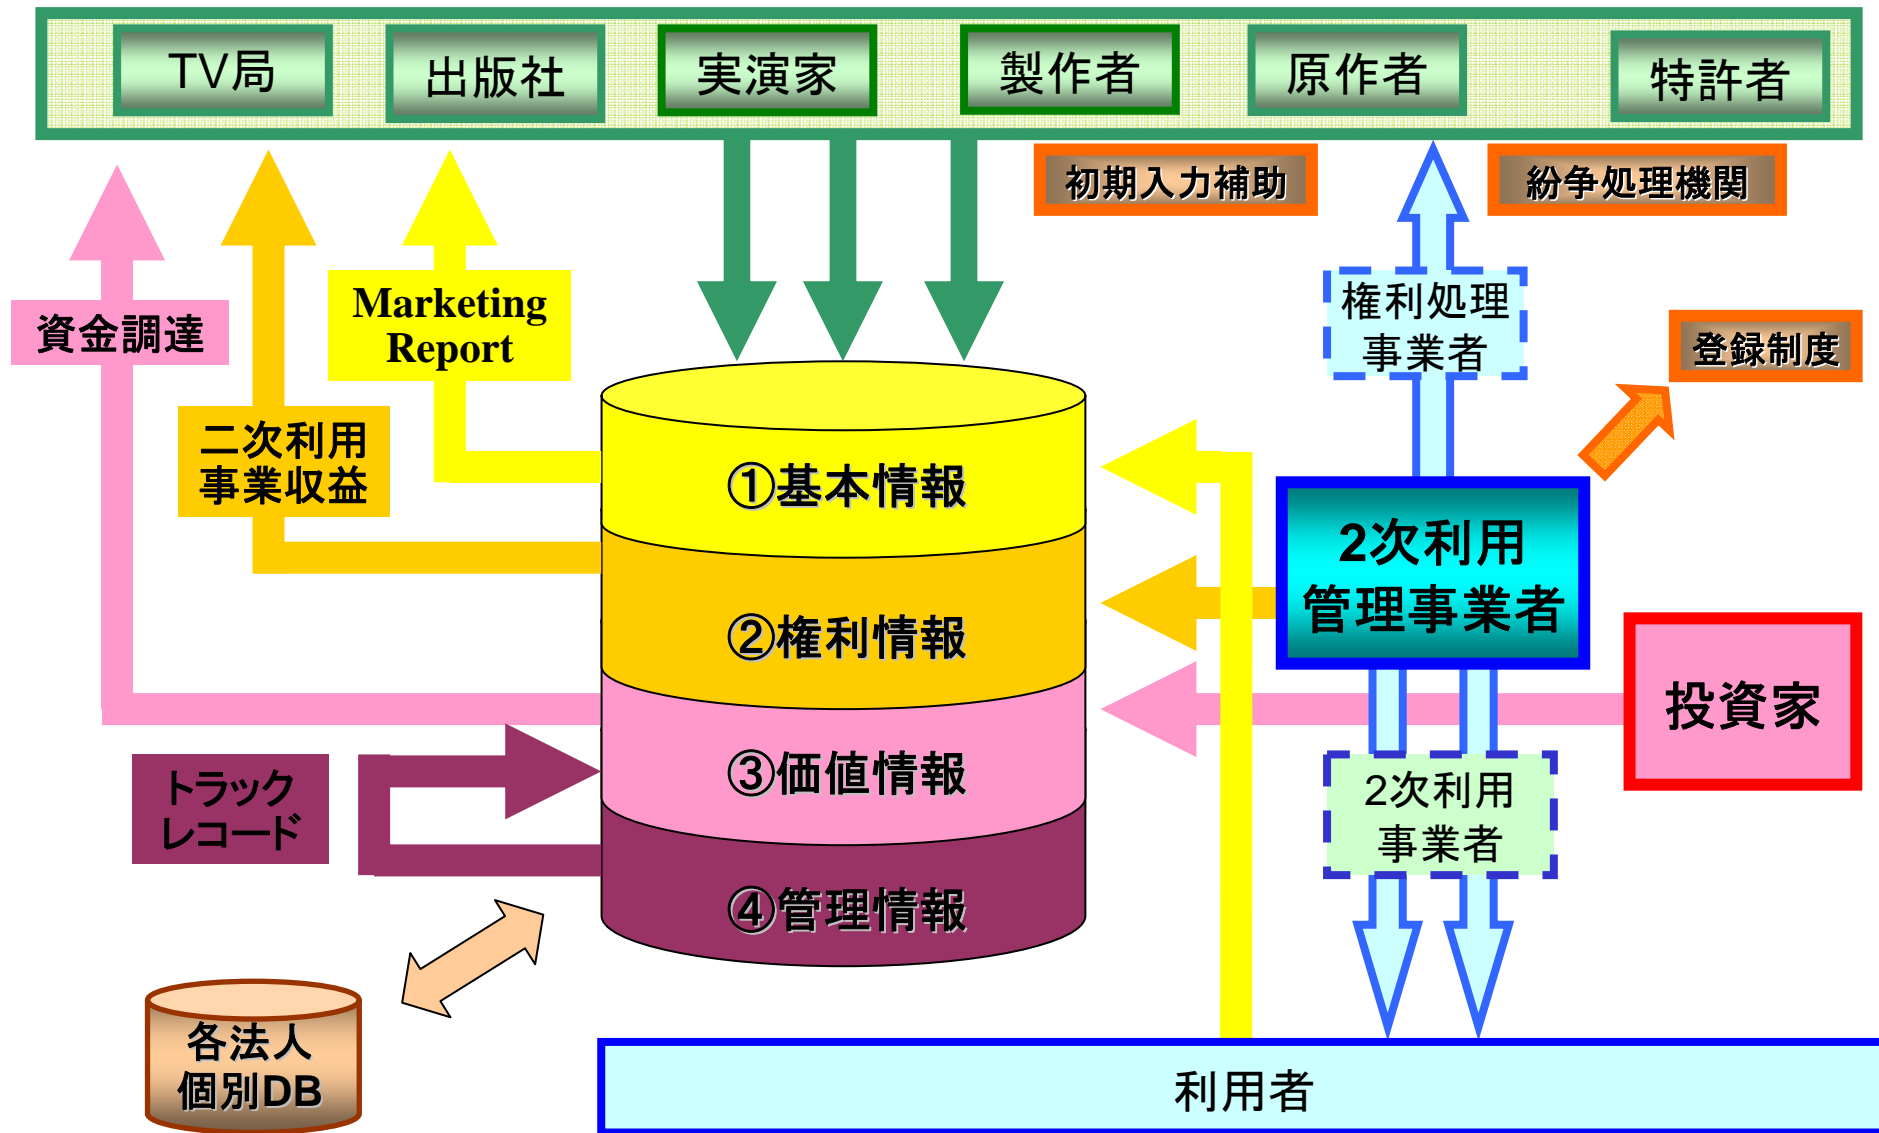 TV局
出版社
実演家
製作者
原作者
特許者
初期入力補助
紛争処理機関
資金調達
Marketing
Report
権利処理
事業者
登録制度
二次利用
事業収益
①基本情報
2次利用
管理事業者
②権利情報
投資家
③価値情報
トラック
レコード
2次利用
事業者
④管理情報
各法人
個別DB
利用者